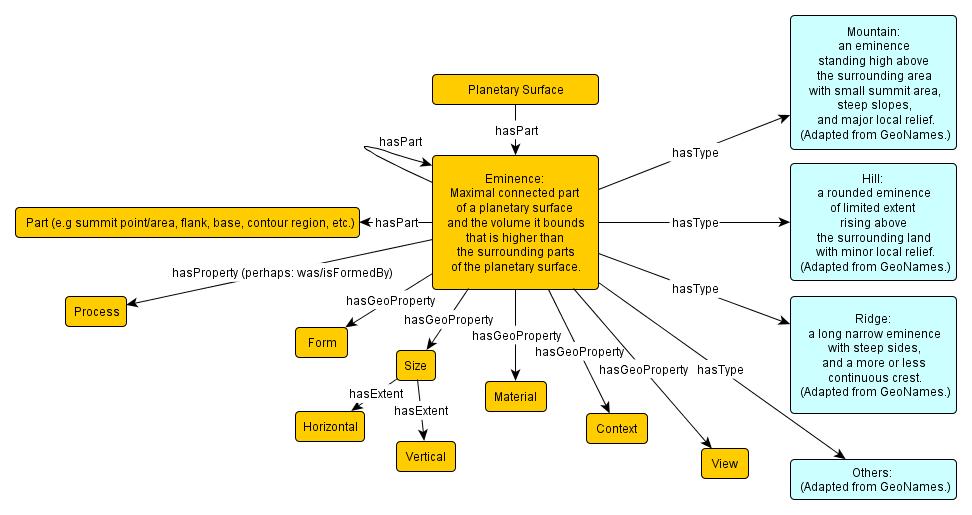 Planetary Surface
hasPart
hasPart
Eminence:
Maximal connected part
of a planetary surface
and the volume it bounds
that is higher than
the surrounding parts
of the planetary surface.
Part (e.g summit point/area, flank, base, contour region, etc.)
hasPart
hasProperty (perhaps: was/isFormedBy)
Process
hasGeoProperty
Form
hasGeoProperty
Size
hasExtent
Horizontal
hasExtent
Vertical
hasGeoProperty
Material
hasGeoProperty
Context
hasGeoProperty
View
hasType
Mountain:
an eminence
standing high above
the surrounding area
with small summit area,
steep slopes,
and major local relief.
(Adapted from GeoNames.)
hasType
Hill:
a rounded eminence
of limited extent
rising above
the surrounding land
with minor local relief.
(Adapted from GeoNames.)
hasType
Ridge:
a long narrow eminence
with steep sides,
and a more or less
continuous crest.
(Adapted from GeoNames.)
hasType
Others:
(Adapted from GeoNames.)